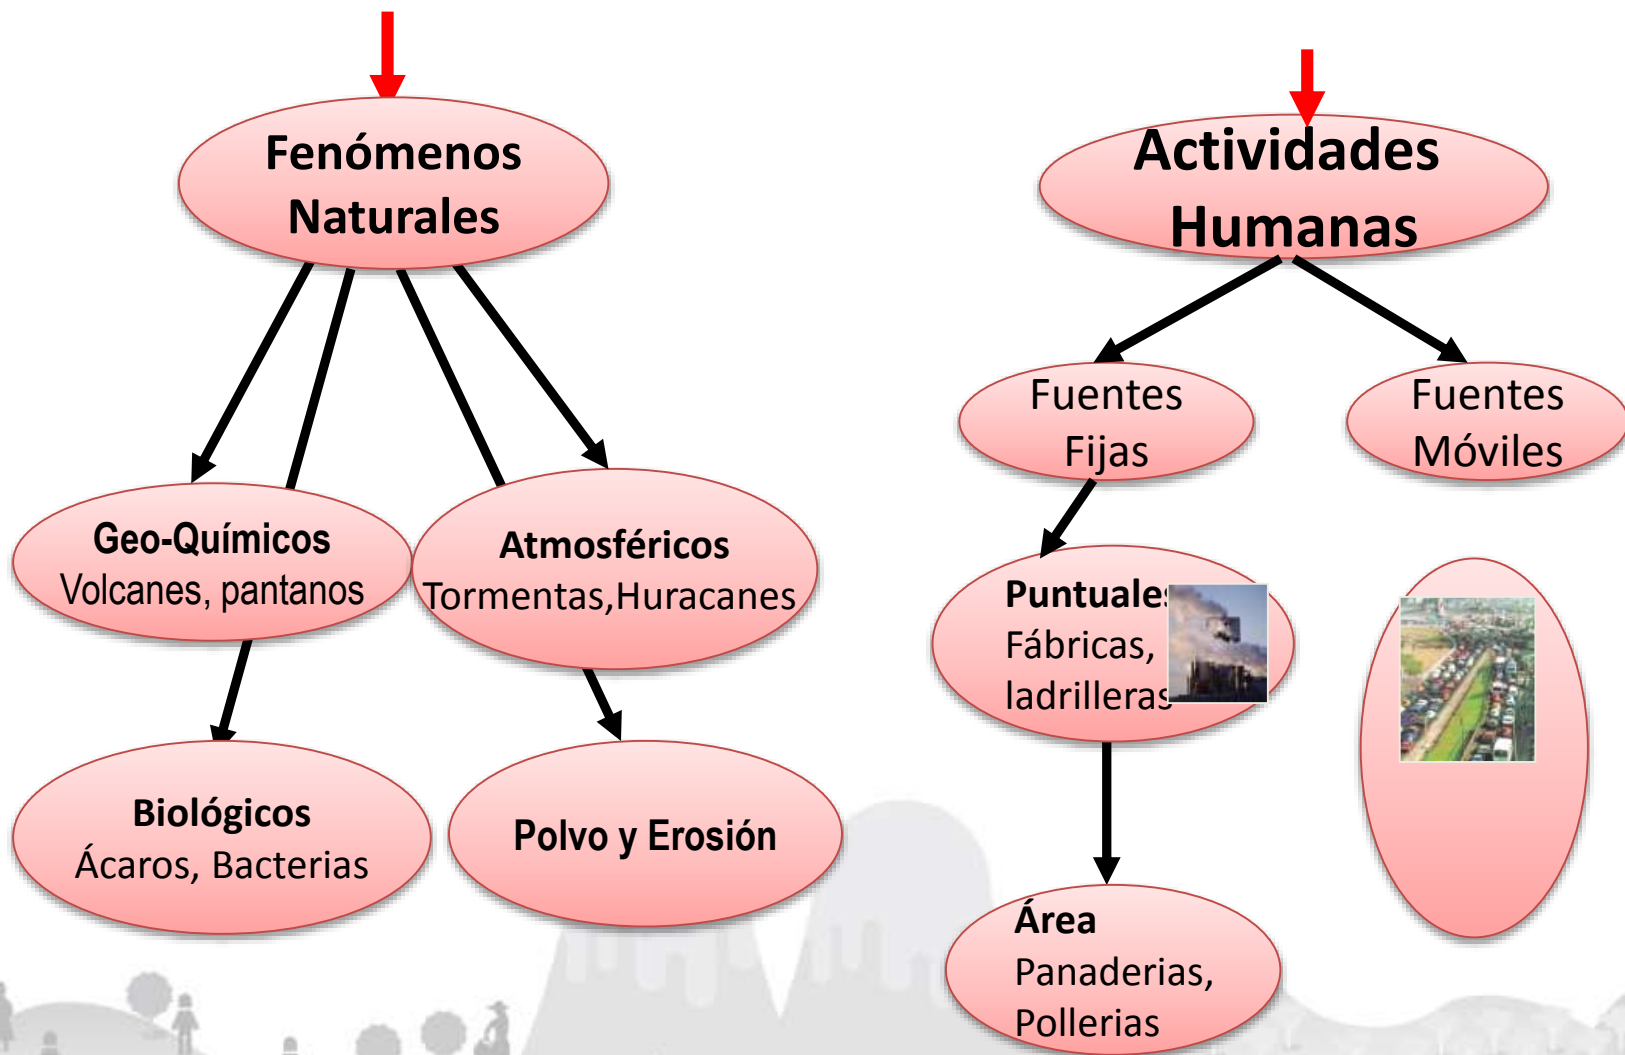 Fenómenos
Naturales
Actividades
Humanas
Fuentes
Fijas
Fuentes
Móviles
Geo-Químicos
Volcanes, pantanos
Atmosféricos
Tormentas,Huracanes
Puntuales
Fábricas,
ladrilleras
Biológicos
Ácaros, Bacterias
Polvo y Erosión
Área
Panaderias,
Pollerias